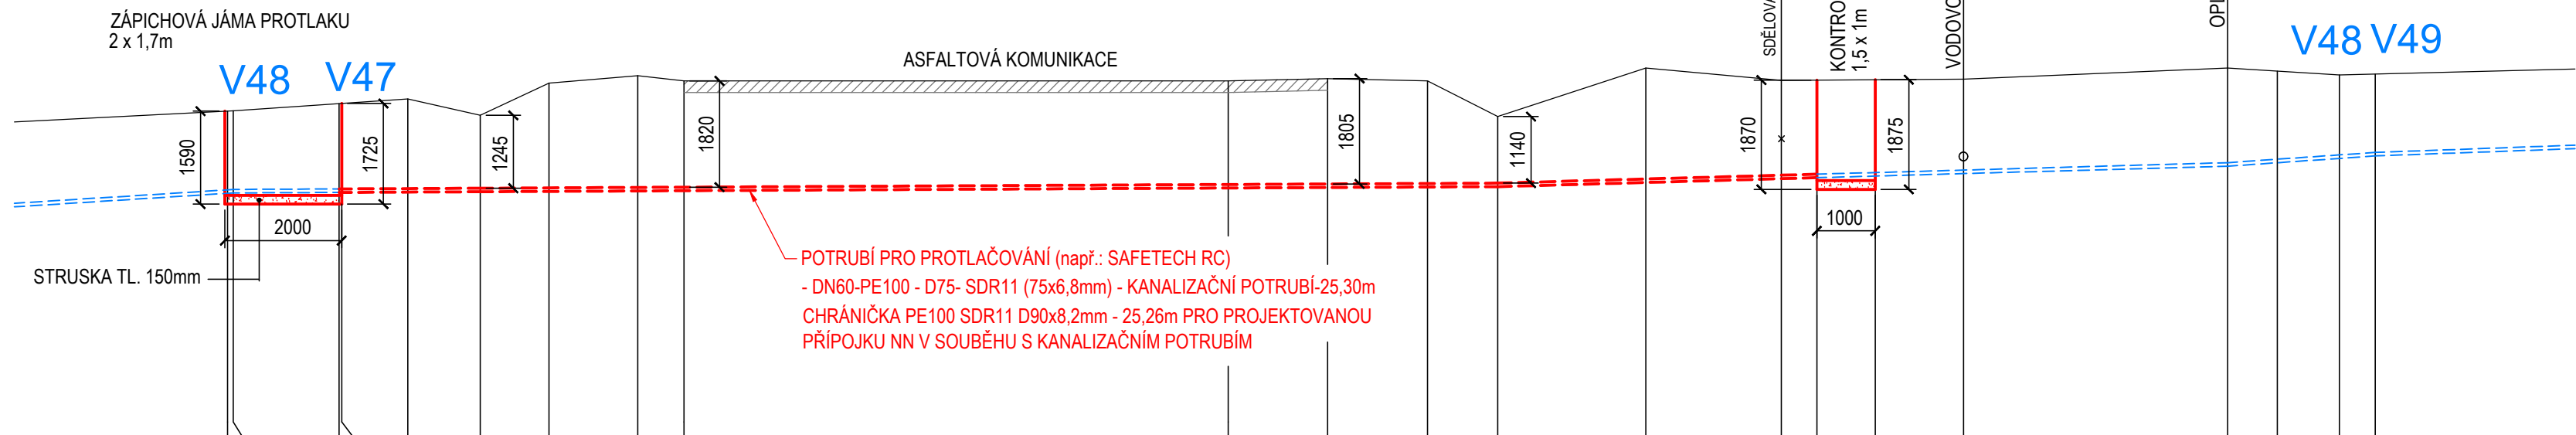 ZÁPICHOVÁ JÁMA PROTLAKU
2 x 1,7m
V48 V47
ASFALTOVÁ KOMUNIKACE
1,5 x 1m
V48 V49
1590
1725
1245
1820
1805
1140
1870
1875
2000
1000
STRUSKA TL. 150mm
POTRUBÍ PRO PROTLAČOVÁNÍ (např.: SAFETECH RC)
- DN60-PE100 - D75- SDR11 (75x6,8mm) - KANALIZAČNÍ POTRUBÍ-25,30m
CHRÁNIČKA PE100 SDR11 D90x8,2mm - 25,26m PRO PROJEKTOVANOU
PŘÍPOJKU NN V SOUBĚHU S KANALIZAČNÍM POTRUBÍM